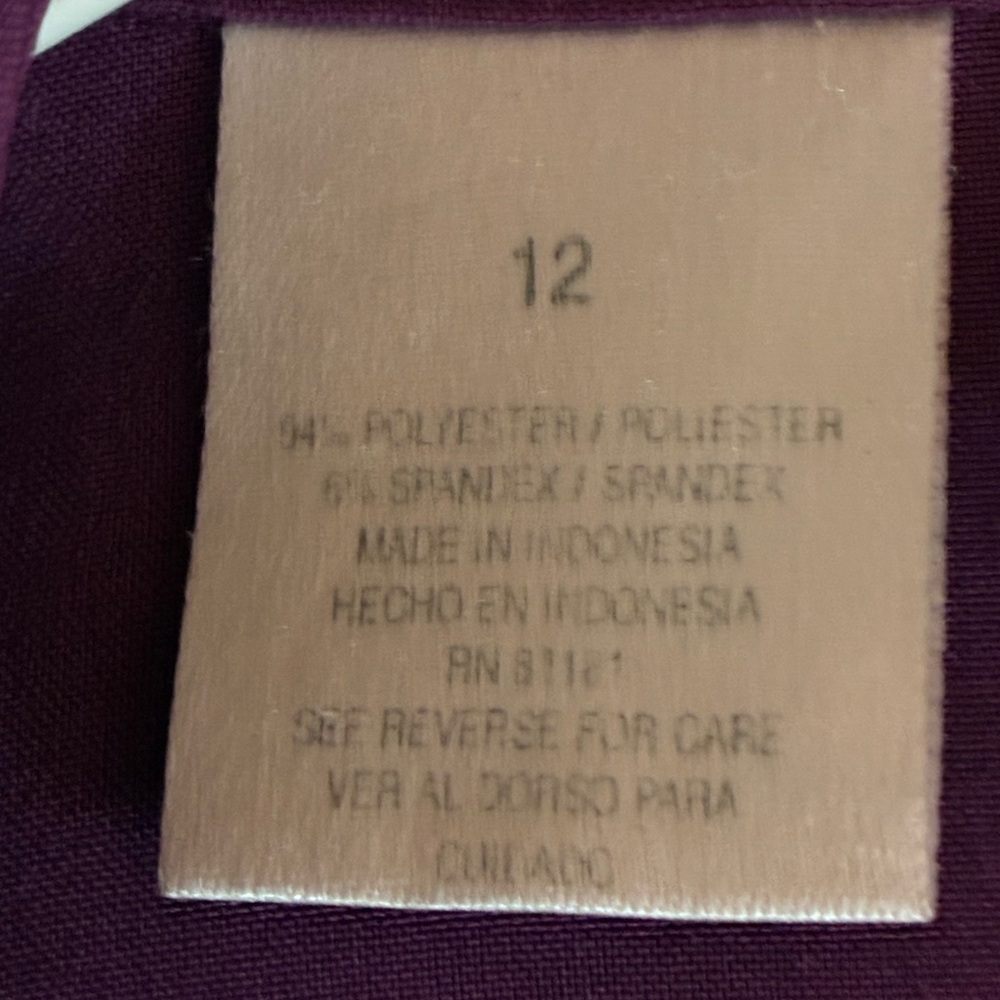 12
94% POLYESTER / POLIESTER
6% SPANDEX / SPANDEX
MADE IN INDONESIA
HECHO EN INDONESIA
RN
SEE REVERSE FOR CARE
VER AL DORSO PARA
CUIDADO